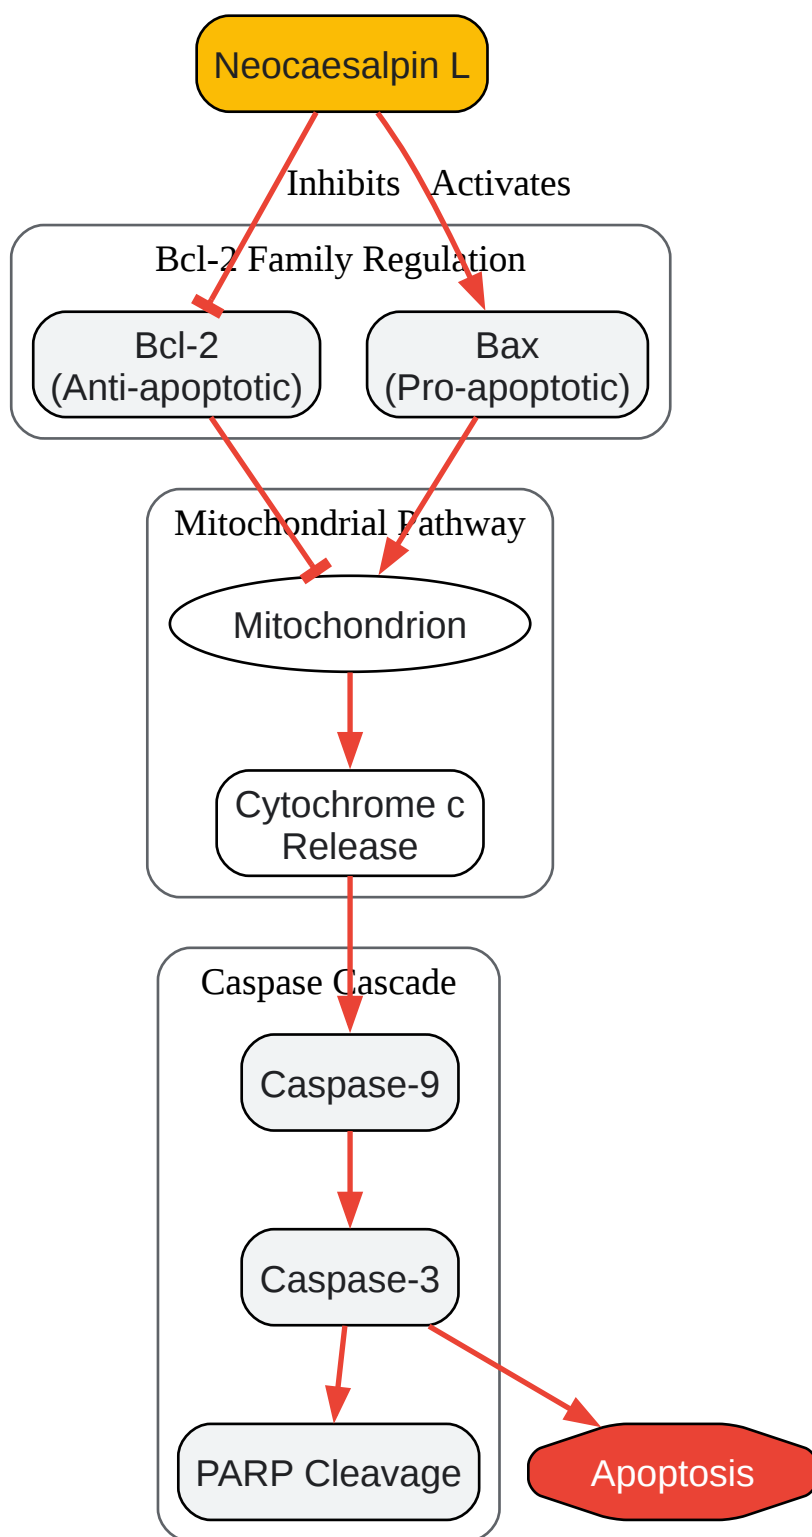 Neocaesalpin L
Inhibits
Activates
Bcl-2 Family Regulation
Bcl-2
(Anti-apoptotic)
Bax
(Pro-apoptotic)
Mitochondrial Pathway
Mitochondrion
Cytochrome c
Release
Caspase Cascade
Caspase-9
Caspase-3
PARP Cleavage
Apoptosis